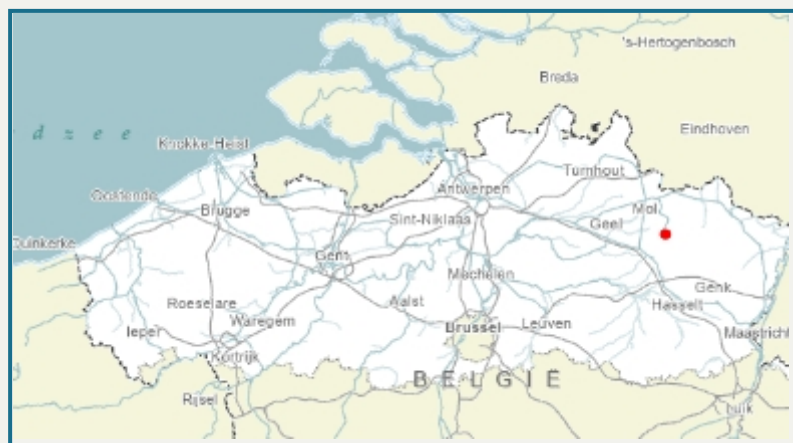 's-Hertogenbosch
Breda
d z e e
Eindhoven
Knokke-Heist
Turnhout
Oostende
Antwerpen
Mol
Brugge
Sint-Niklaas
Geel
Duinkerke
Gent
Mechelen
Genk
Roeselare
Aalst
Hasselt
Ieper
Waregem
Brussel
Leuven
Maastricht
Kortrijk
BELGIË
Rijsel
Luik